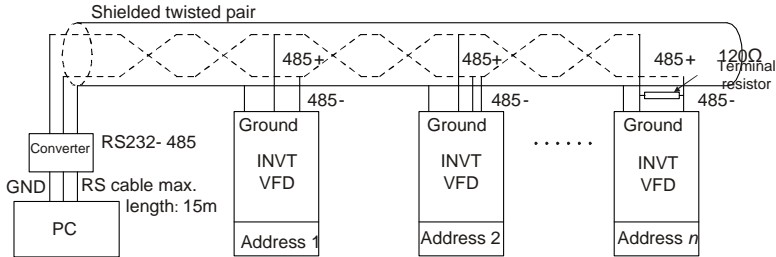 Shielded twisted pair
485+
485+
485+
120Ω
Terminal
resistor
485-
485-
485-
Ground
Ground
Ground
Converter
RS232- 485
INVT
VFD
INVT
VFD
......
INVT
VFD
GND
RS cable max.
length: 15m
PC
Address 1
Address 2
Address n